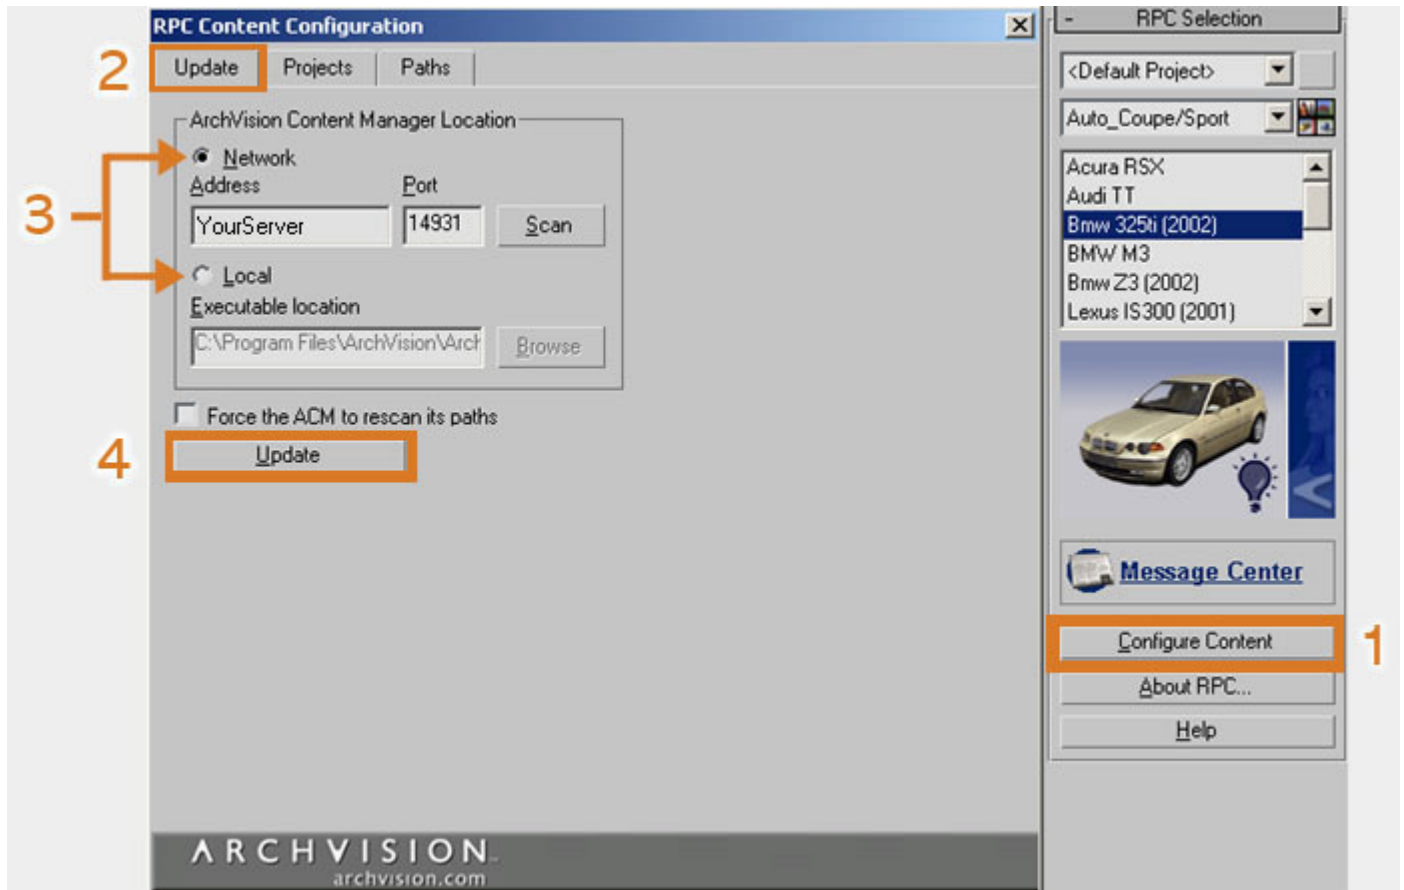 RPC Content Configuration
2
Update
Projects
Paths
ArchVision Content Manager Location
3
Network
Address
Port
YourServer
14931
Scan
Local
Executable location
C:\Program Files\ArchVision\Arch
Browse
Force the ACM to rescan its paths
4
Update
ARCHVISION
archvision.com
- RPC Selection
<Default Project>
Auto_Coupe/Sport
Acura RSX
Audi TT
Bmw 325ti (2002)
BMW M3
Bmw Z3 (2002)
Lexus IS300 (2001)
Message Center
Configure Content
1
About RPC...
Help